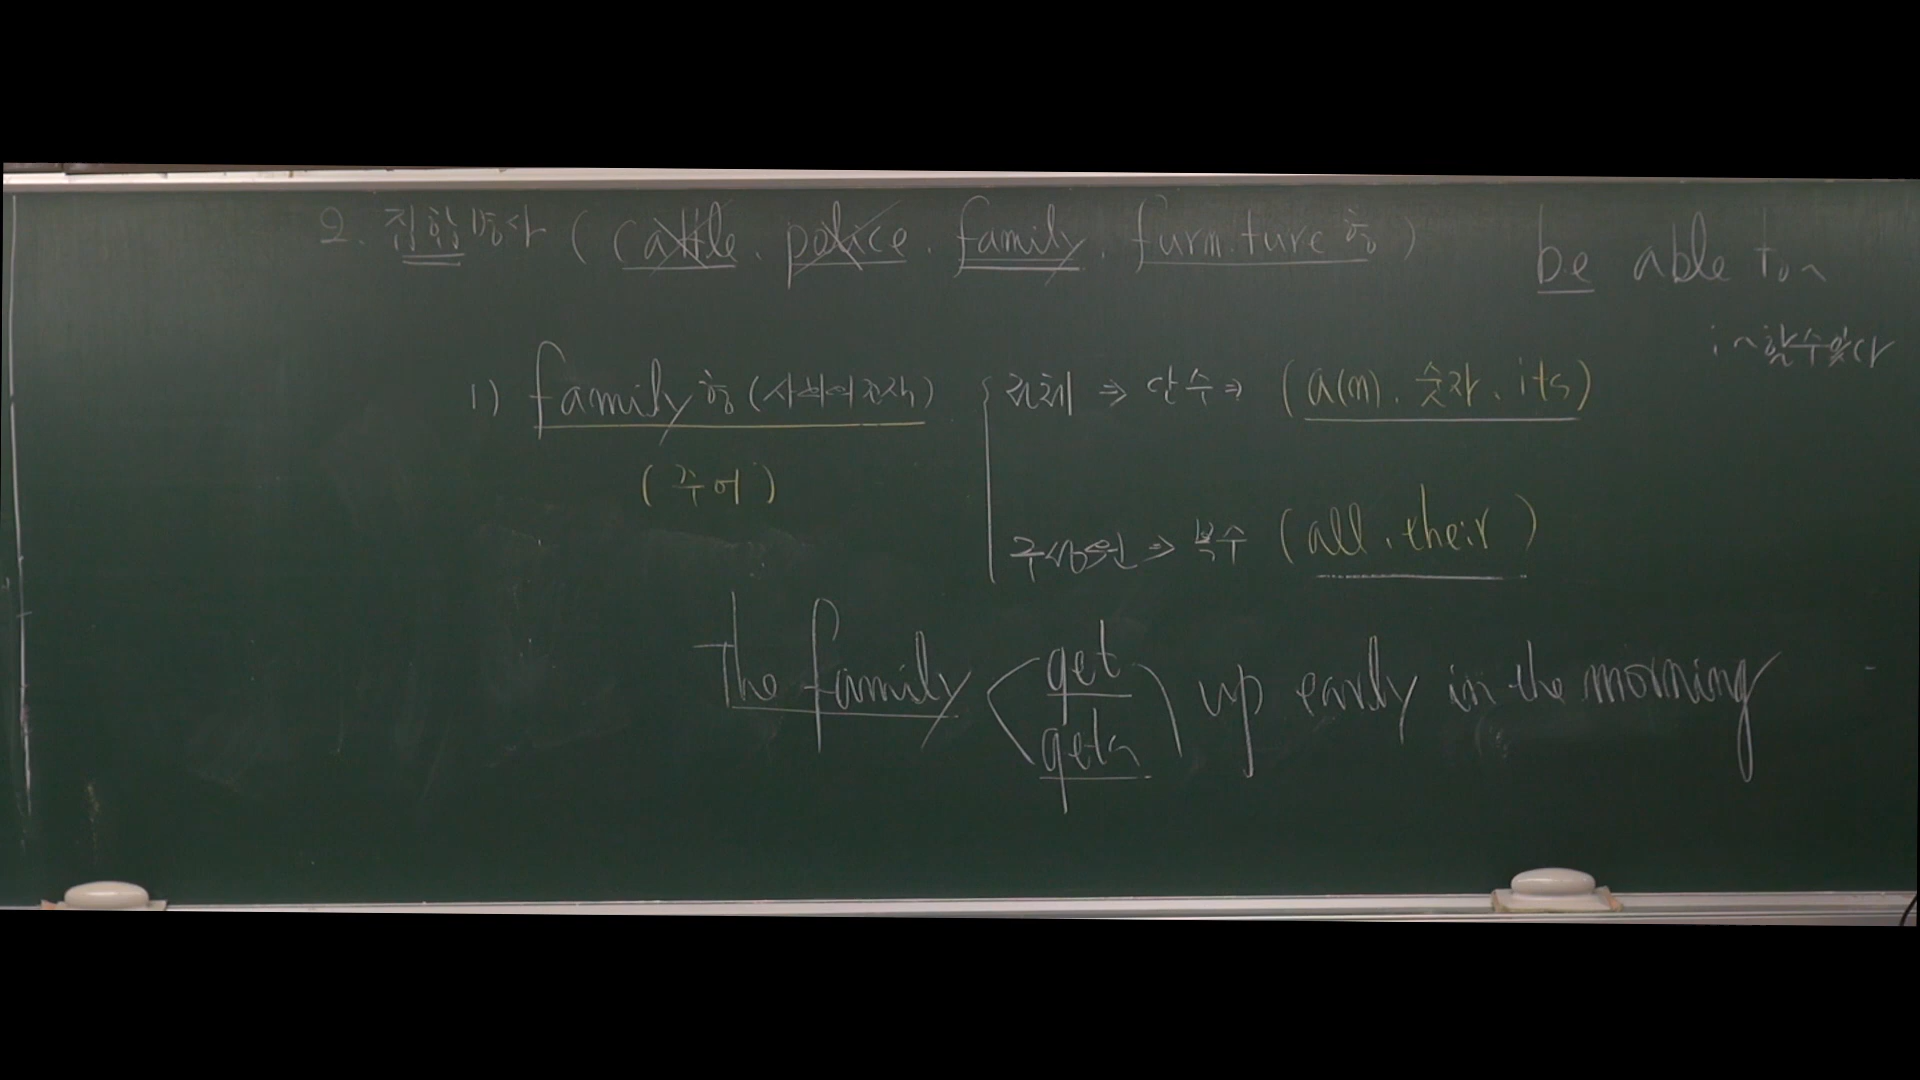 2. 집합명사 (cattle. police. family. furniture 등)
be able to ~
: ~할 수 있다
1) family 등 (사회여 조직)
전체 ⇒ 단수 ⇒ (a(n). 숫자. its)
(주어)
구성원 ⇒ 복수 (all. their)
The family get up early in the morning
gets